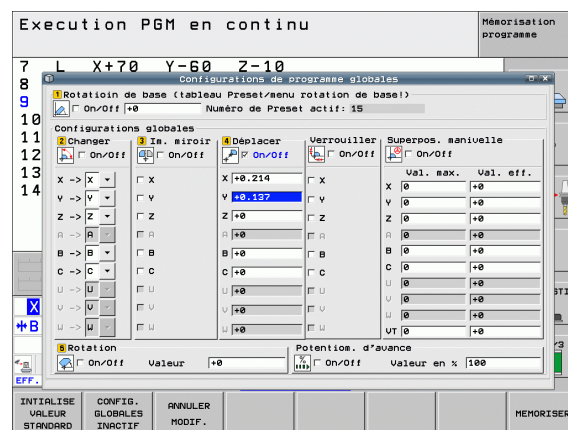 Execution PGM en continu
Mémorisation
programme
7 L X+70 Y-60 Z-10
8
9
10
11
12
13
14
Configurations de programme globales
1 Rotatioin de base (tableau Preset/menu rotation de base!)
On/Off +0 Numéro de Preset actif: 15
Configurations globales
2 Changer 3 Im. miroir 4 Déplacer Verrouiller Superpos. manivelle
On/Off On/Off On/Off On/Off On/Off
Val. max. Val. eff.
X -> X X X +0.214 X X 0 +0
Y -> Y Y Y +0.137 Y Y 0 +0
Z -> Z Z Z +0 Z Z 0 +0
A -> A A A +0 A A 0 +0
B -> B B B +0 B B 0 +0
C -> C C C +0 C C 0 +0
U -> U U U +0 U U 0 +0
V -> V V V +0 V V 0 +0
W -> W W W +0 W W 0 +0
VT 0 +0
5 Rotation Potentiom. d'avance
On/Off Valeur +0 % On/Off Valeur en % 100
X
B
EFF.
INTIALISE
VALEUR
STANDARD
CONFIG.
GLOBALES
INACTIF
ANNULER
MODIF.
MEMORISER